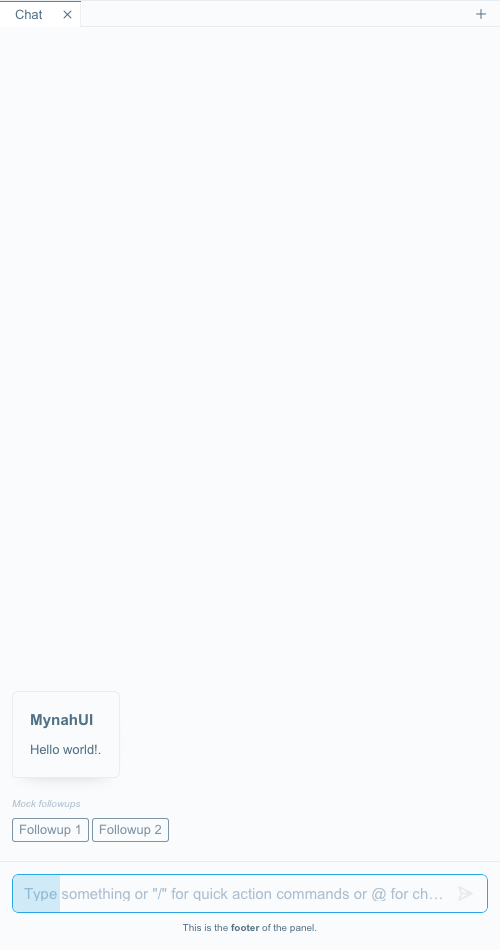 Chat
MynahUI
Hello world!.
Mock followups
Followup 1 Followup 2
Type something or "/" for quick action commands or @ for ch…
This is the footer of the panel.